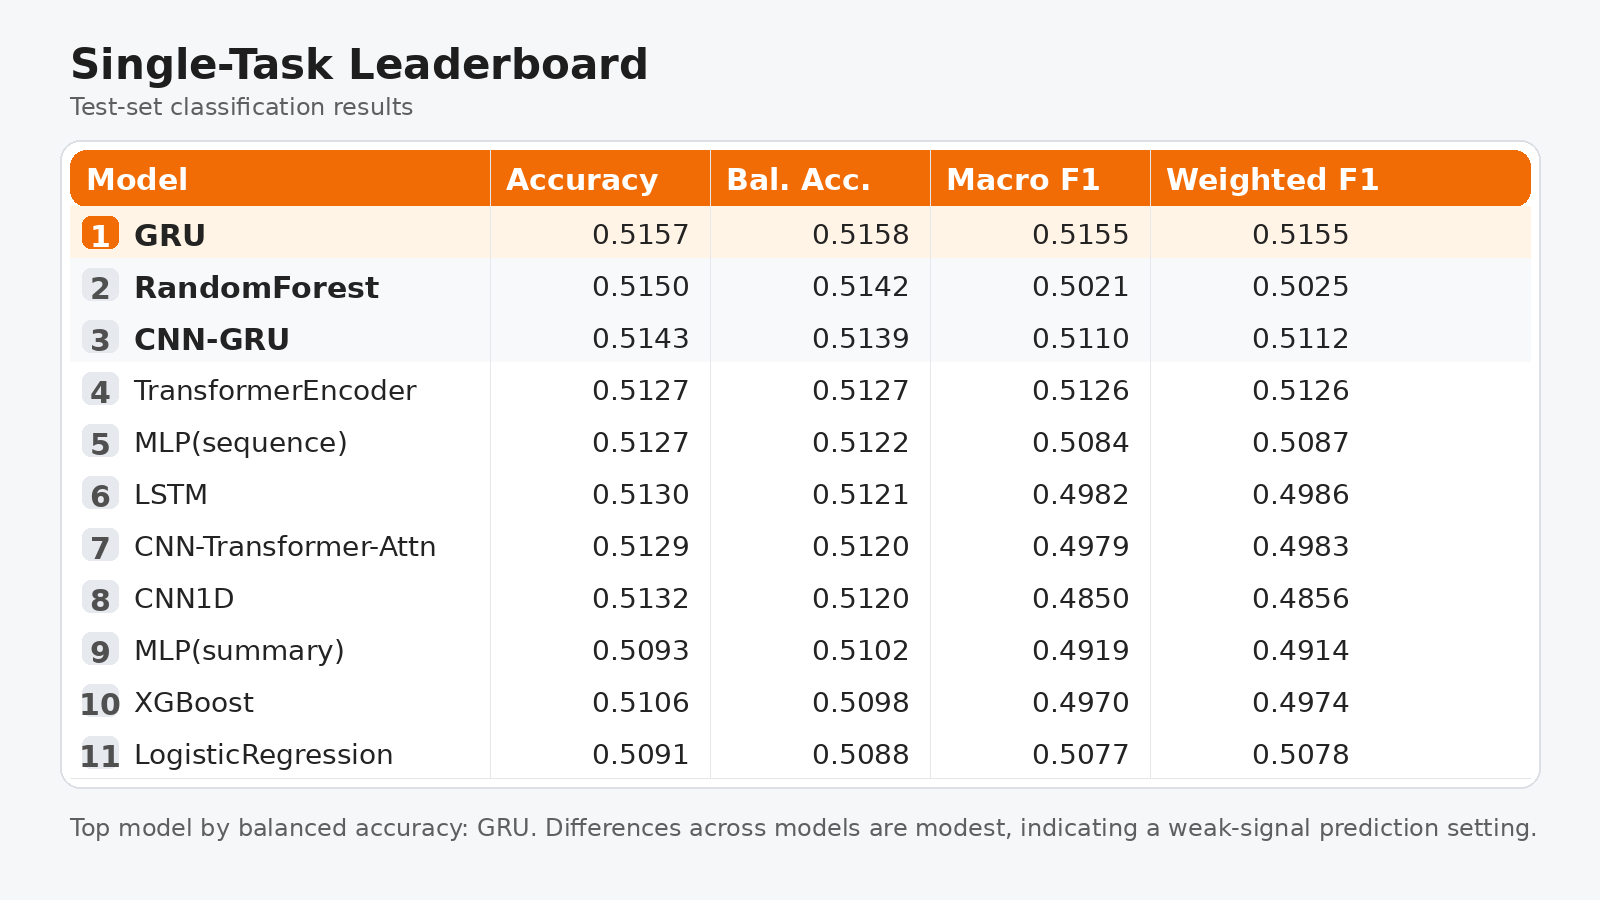 Single-Task Leaderboard
Test-set classification results
Model Accuracy Bal. Acc. Macro F1 Weighted F1
1 GRU 0.5157 0.5158 0.5155 0.5155
2 RandomForest 0.5150 0.5142 0.5021 0.5025
3 CNN-GRU 0.5143 0.5139 0.5110 0.5112
4 TransformerEncoder 0.5127 0.5127 0.5126 0.5126
5 MLP(sequence) 0.5127 0.5122 0.5084 0.5087
6 LSTM 0.5130 0.5121 0.4982 0.4986
7 CNN-Transformer-Attn 0.5129 0.5120 0.4979 0.4983
8 CNN1D 0.5132 0.5120 0.4850 0.4856
9 MLP(summary) 0.5093 0.5102 0.4919 0.4914
10 XGBoost 0.5106 0.5098 0.4970 0.4974
11 LogisticRegression 0.5091 0.5088 0.5077 0.5078
Top model by balanced accuracy: GRU. Differences across models are modest, indicating a weak-signal prediction setting.